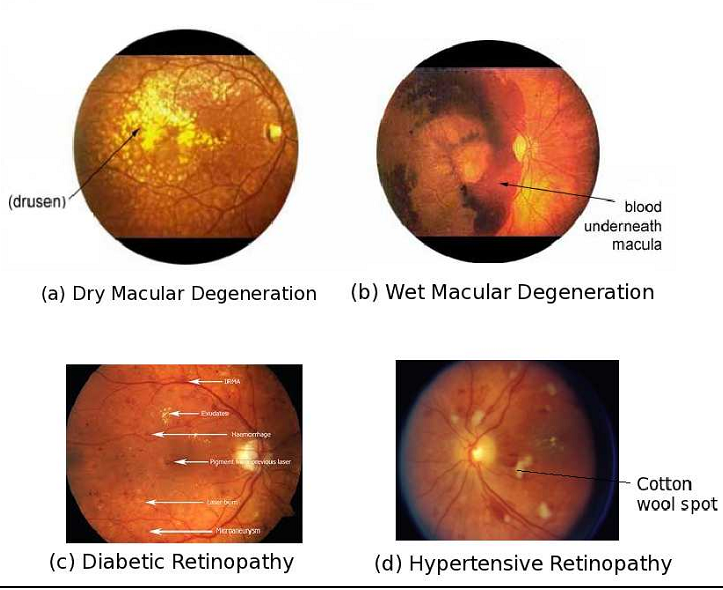 (drusen)
blood
underneath
macula
(a) Dry Macular Degeneration
(b) Wet Macular Degeneration
IRMA
Exudates
Haemorrhage
Pigment from previous laser
Laser burn
Microaneurysm
Cotton
wool spot
(c) Diabetic Retinopathy
(d) Hypertensive Retinopathy